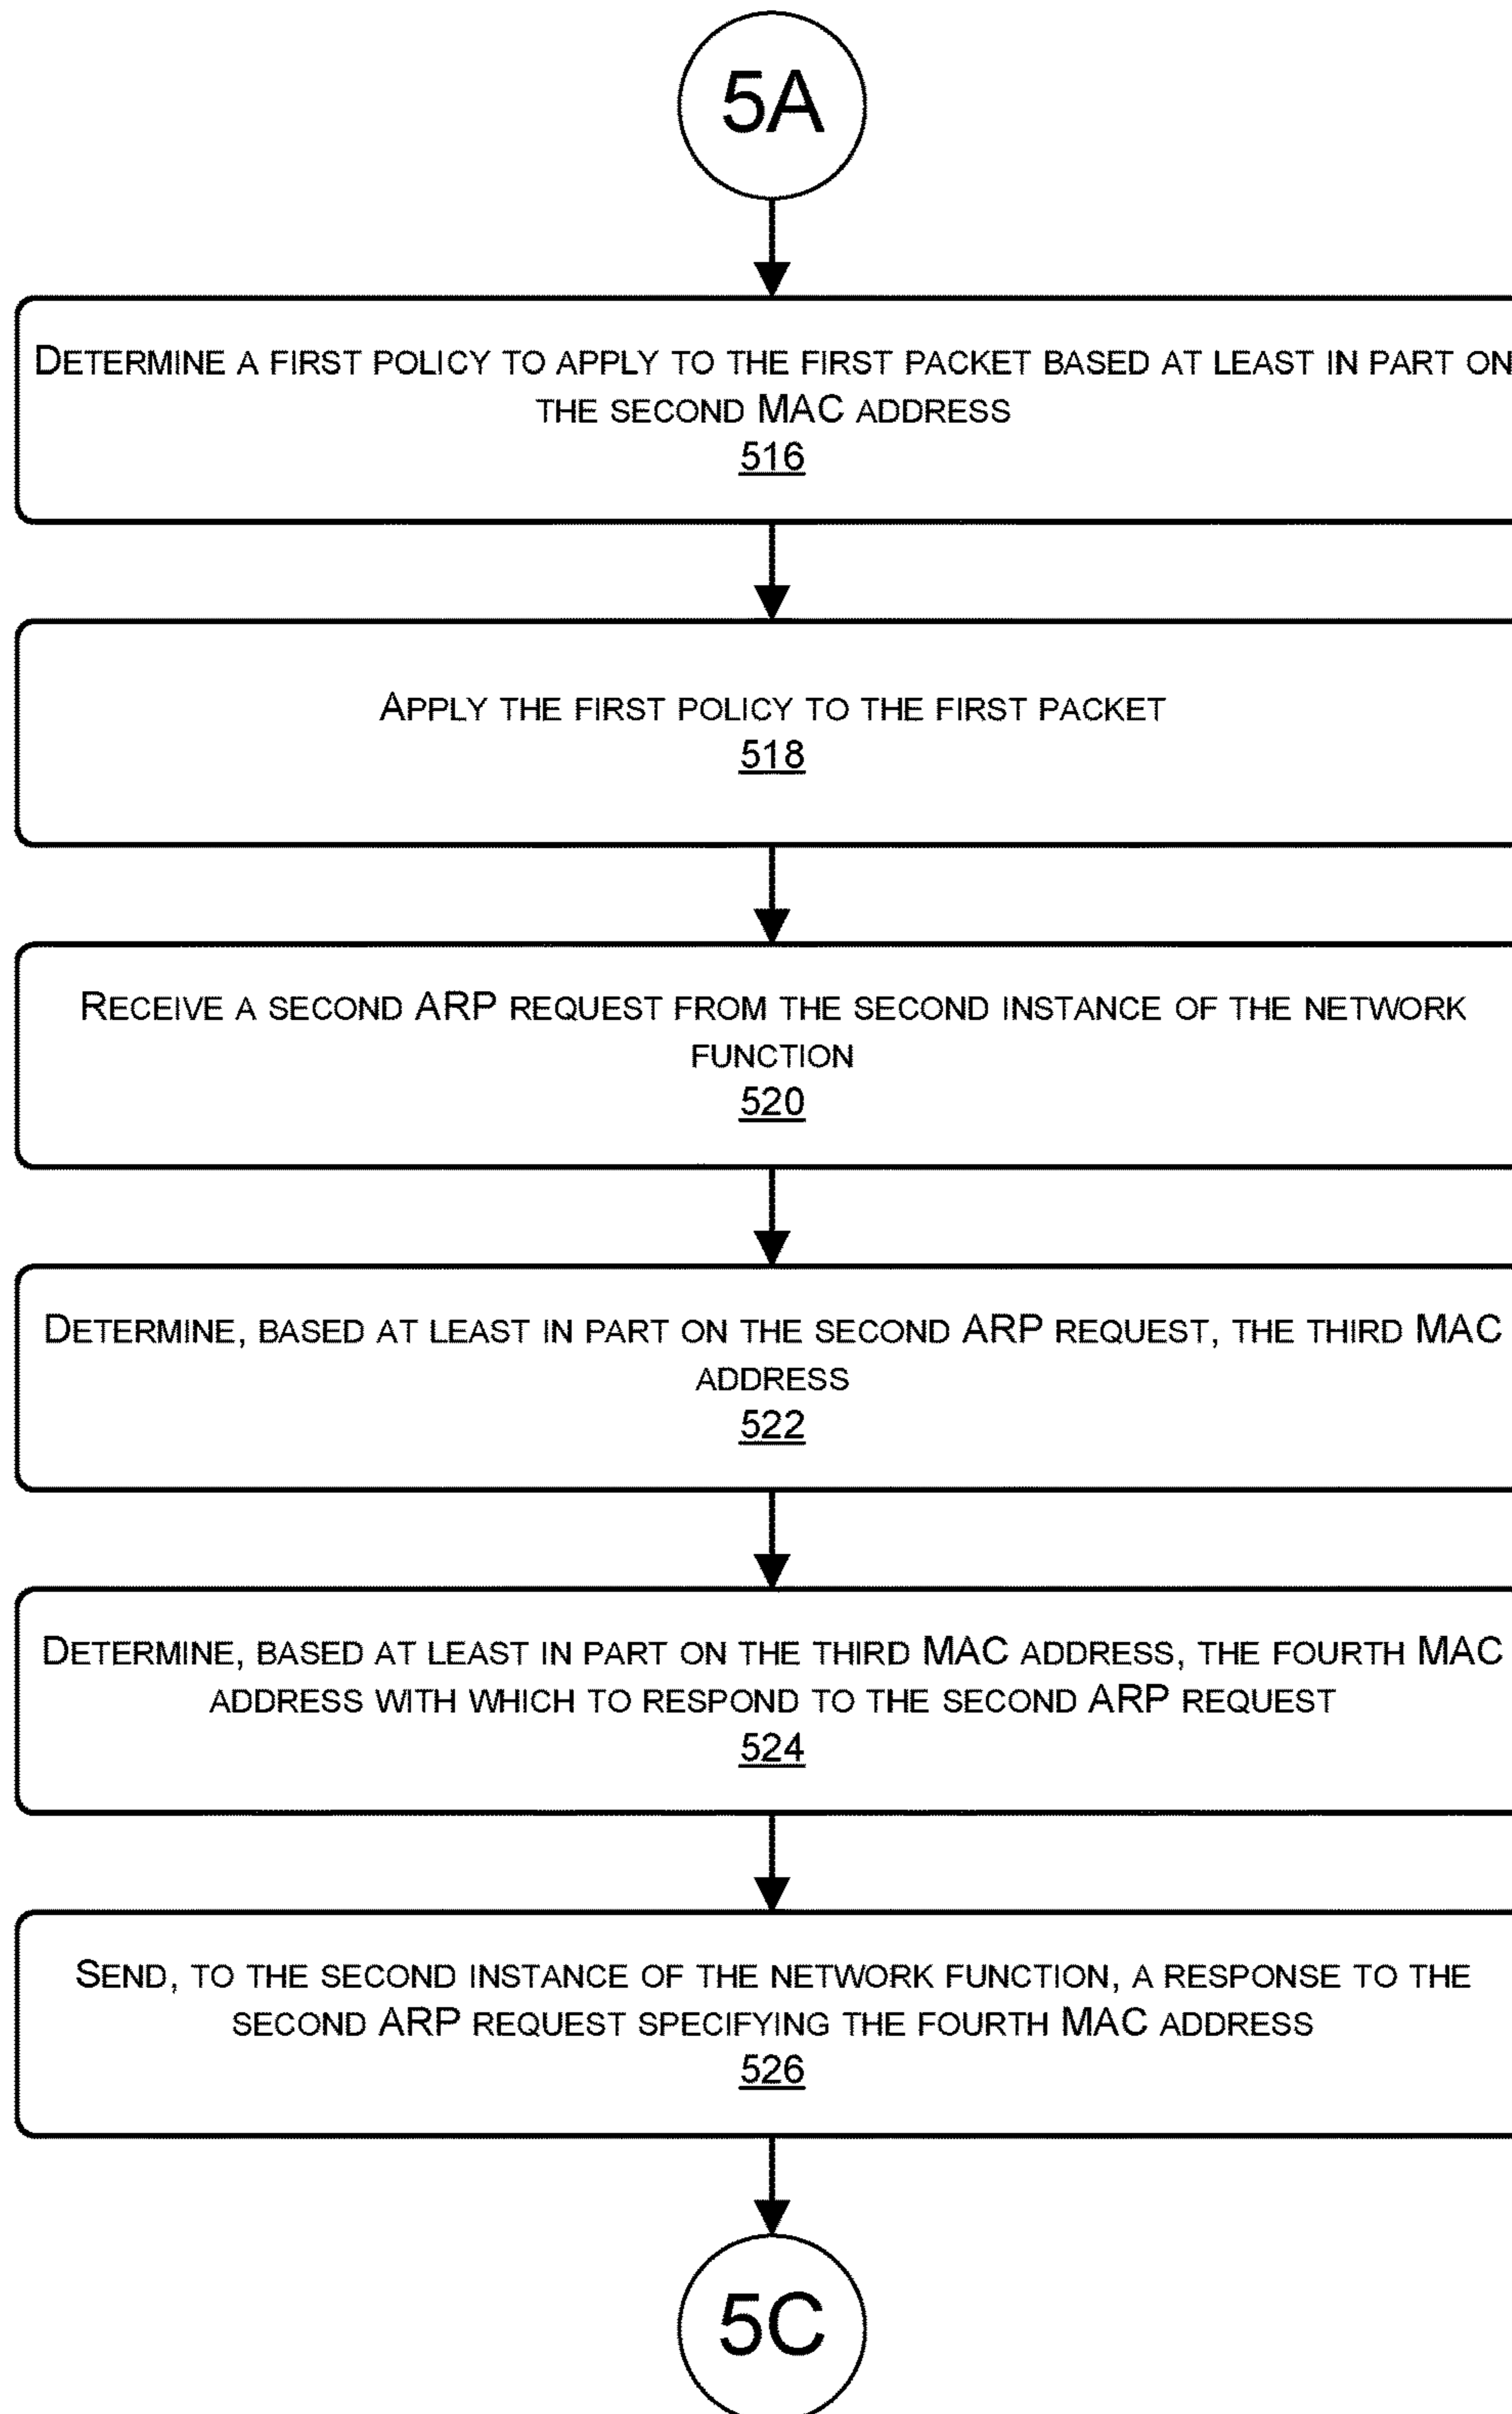 5A
DETERMINE A FIRST POLICY TO APPLY TO THE FIRST PACKET BASED AT LEAST IN PART ON
THE SECOND MAC ADDRESS
516
APPLY THE FIRST POLICY TO THE FIRST PACKET
518
RECEIVE A SECOND ARP REQUEST FROM THE SECOND INSTANCE OF THE NETWORK
FUNCTION
520
DETERMINE, BASED AT LEAST IN PART ON THE SECOND ARP REQUEST, THE THIRD MAC
ADDRESS
522
DETERMINE, BASED AT LEAST IN PART ON THE THIRD MAC ADDRESS, THE FOURTH MAC
ADDRESS WITH WHICH TO RESPOND TO THE SECOND ARP REQUEST
524
SEND, TO THE SECOND INSTANCE OF THE NETWORK FUNCTION, A RESPONSE TO THE
SECOND ARP REQUEST SPECIFYING THE FOURTH MAC ADDRESS
526
5C